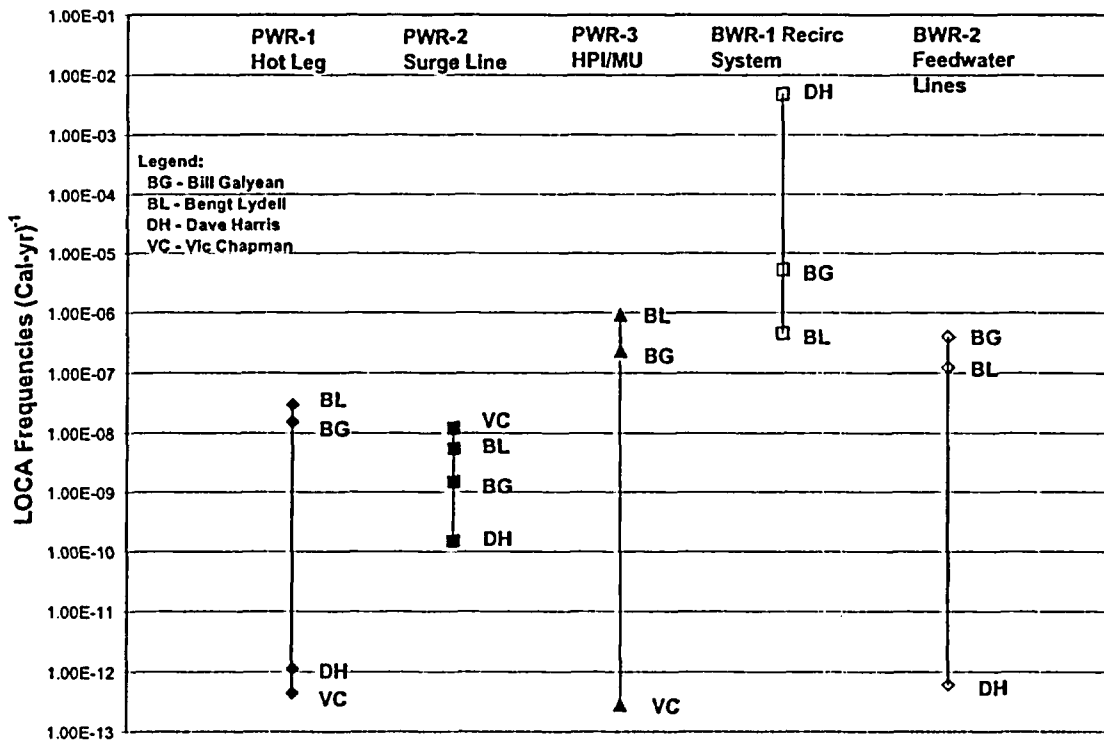 PWR-1
Hot Leg
PWR-2
Surge Line
PWR-3
HPI/MU
BWR-1 Recirc
System
BWR-2
Feedwater
Lines
LOCA Frequencies (Cal-yr)⁻¹
1.00E-01
1.00E-02
1.00E-03
1.00E-04
1.00E-05
1.00E-06
1.00E-07
1.00E-08
1.00E-09
1.00E-10
1.00E-11
1.00E-12
1.00E-13
Legend:
BG - Bill Galyean
BL - Bengt Lydell
DH - Dave Harris
VC - Vic Chapman
BL
BG
DH
VC
VC
BL
BG
DH
BL
BG
VC
DH
BG
BL
BG
BL
DH